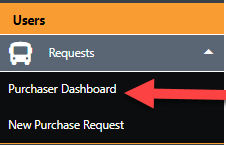 Users
Requests
Purchaser Dashboard
New Purchase Request